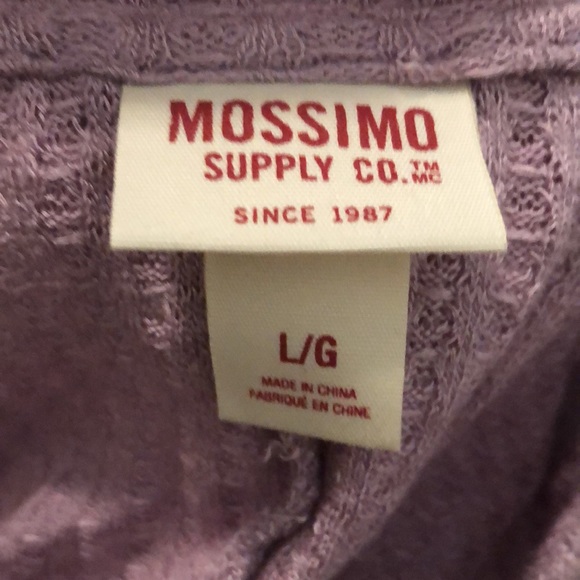 MOSSIMO
SUPPLY CO.™ MC
SINCE 1987
L/G
MADE IN CHINA
FABRIQUÉ EN CHINE